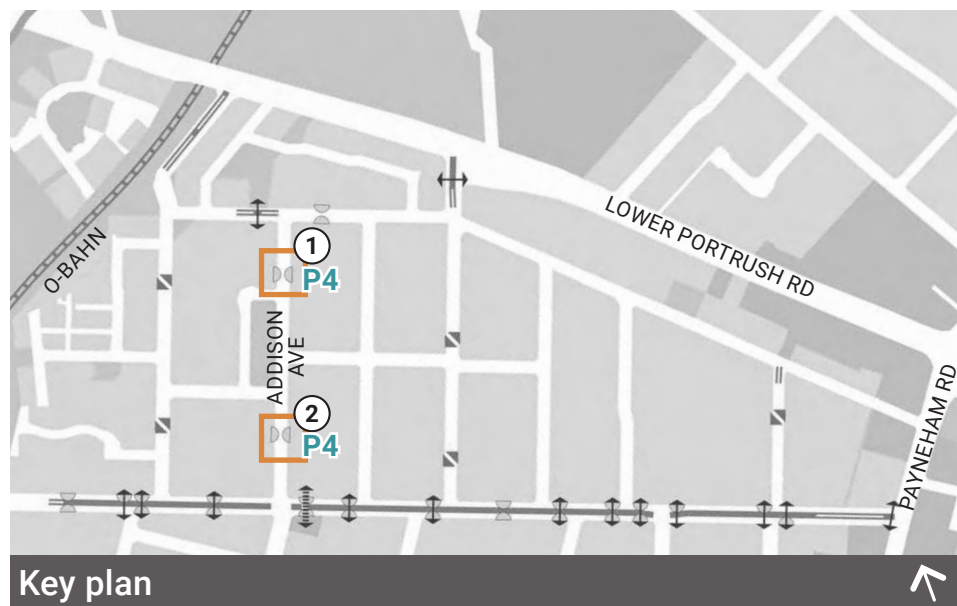 LOWER PORTRUSH RD
O-BAHN
1
P4
ADDISON
AVE
2
P4
PAYNEHAM RD
Key plan